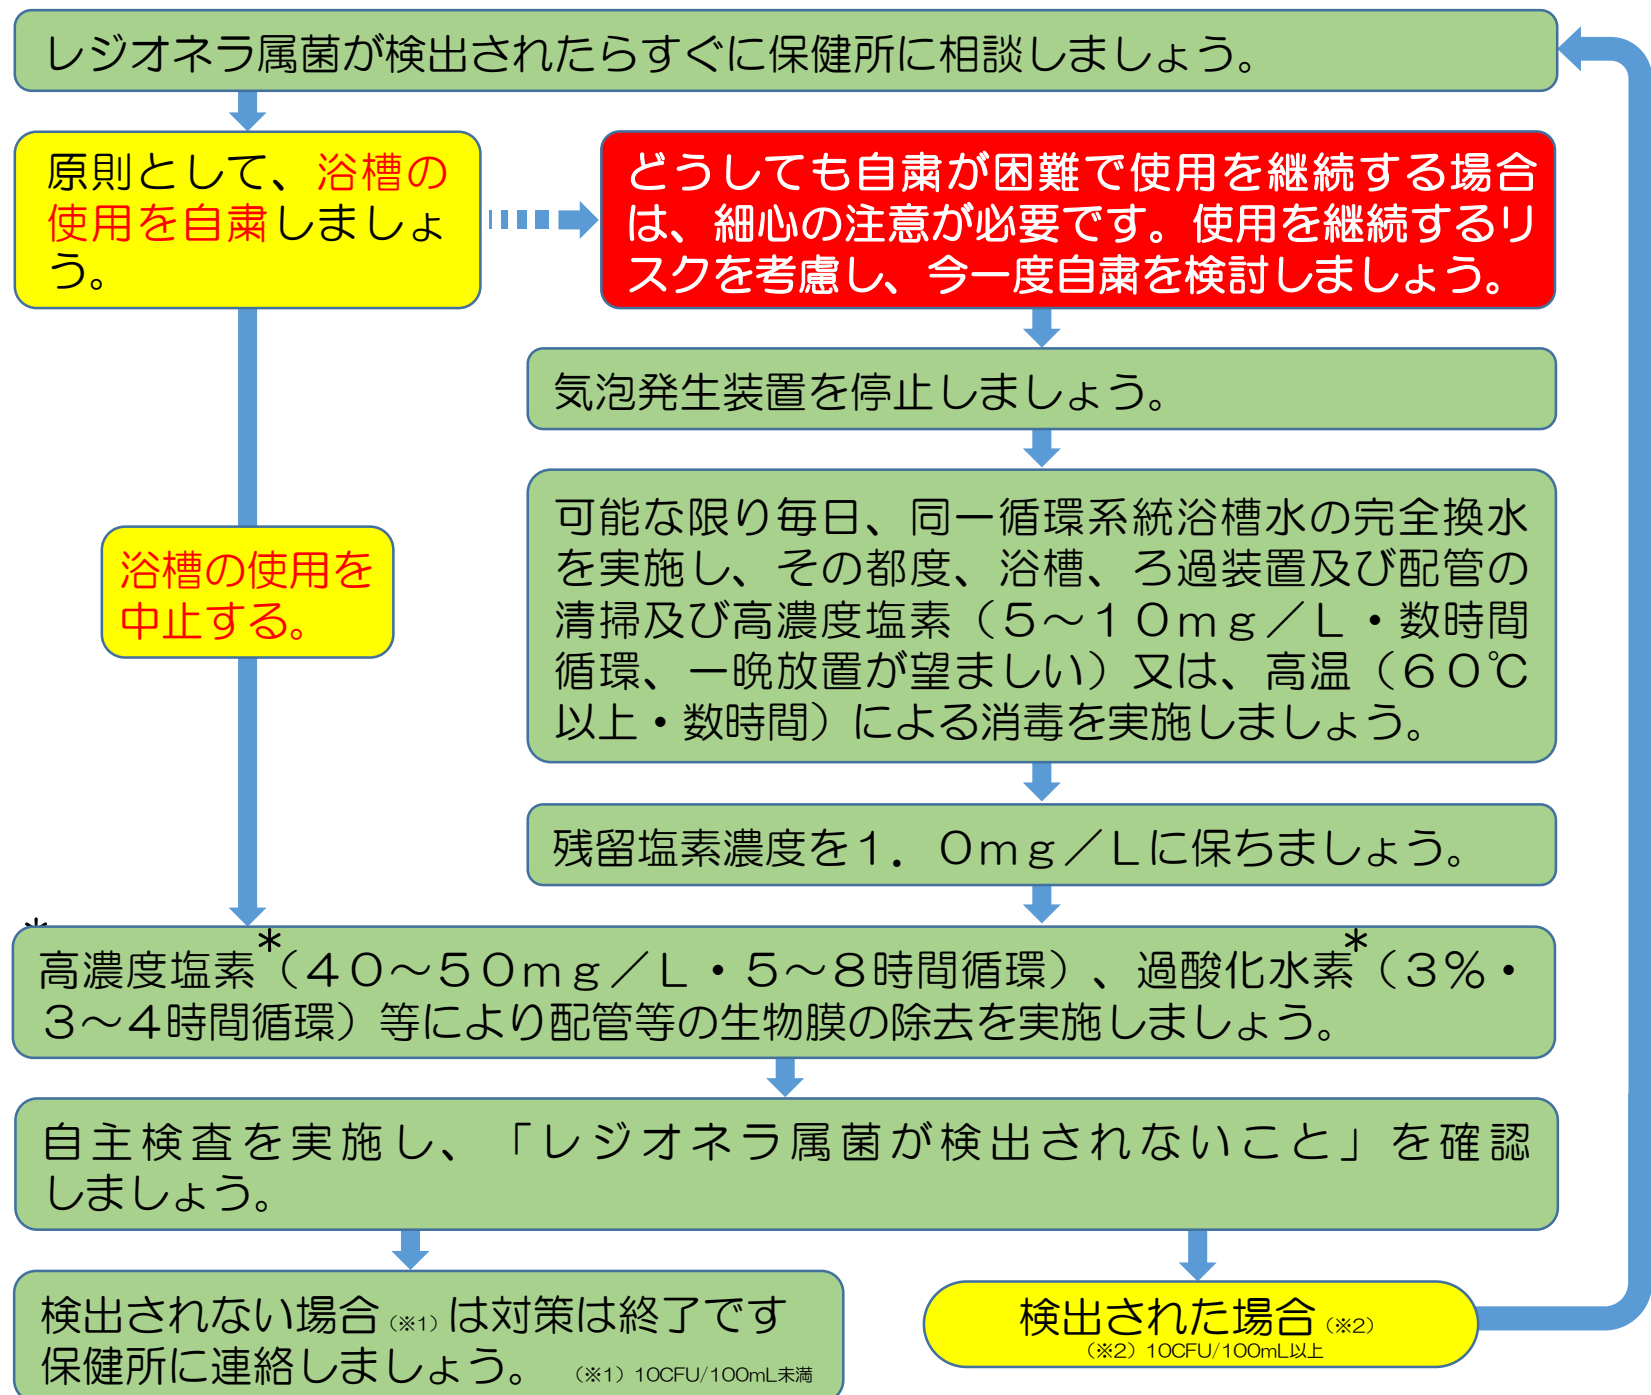 レジオネラ属菌が検出されたらすぐに保健所に相談しましょう。
原則として、浴槽の
使用を自粛しましょ
う。
どうしても自粛が困難で使用を継続する場合
は、細心の注意が必要です。使用を継続するリ
スクを考慮し、今一度自粛を検討しましょう。
気泡発生装置を停止しましょう。
可能な限り毎日、同一循環系統浴槽水の完全換水
を実施し、その都度、浴槽、ろ過装置及び配管の
清掃及び高濃度塩素（５～１０ｍｇ／Ｌ・数時間
循環、一晩放置が望ましい）又は、高温（６０℃
以上・数時間）による消毒を実施しましょう。
浴槽の使用を
中止する。
残留塩素濃度を１．０ｍｇ／Ｌに保ちましょう。
*
高濃度塩素*（４０～５０ｍｇ／Ｌ・５～８時間循環）、過酸化水素*（３％・
３～４時間循環）等により配管等の生物膜の除去を実施しましょう。
自主検査を実施し、「レジオネラ属菌が検出されないこと」を確認
しましょう。
検出されない場合（※1）は対策は終了です
保健所に連絡しましょう。 （※1）10CFU/100mL未満
検出された場合（※2）
（※2）10CFU/100mL以上